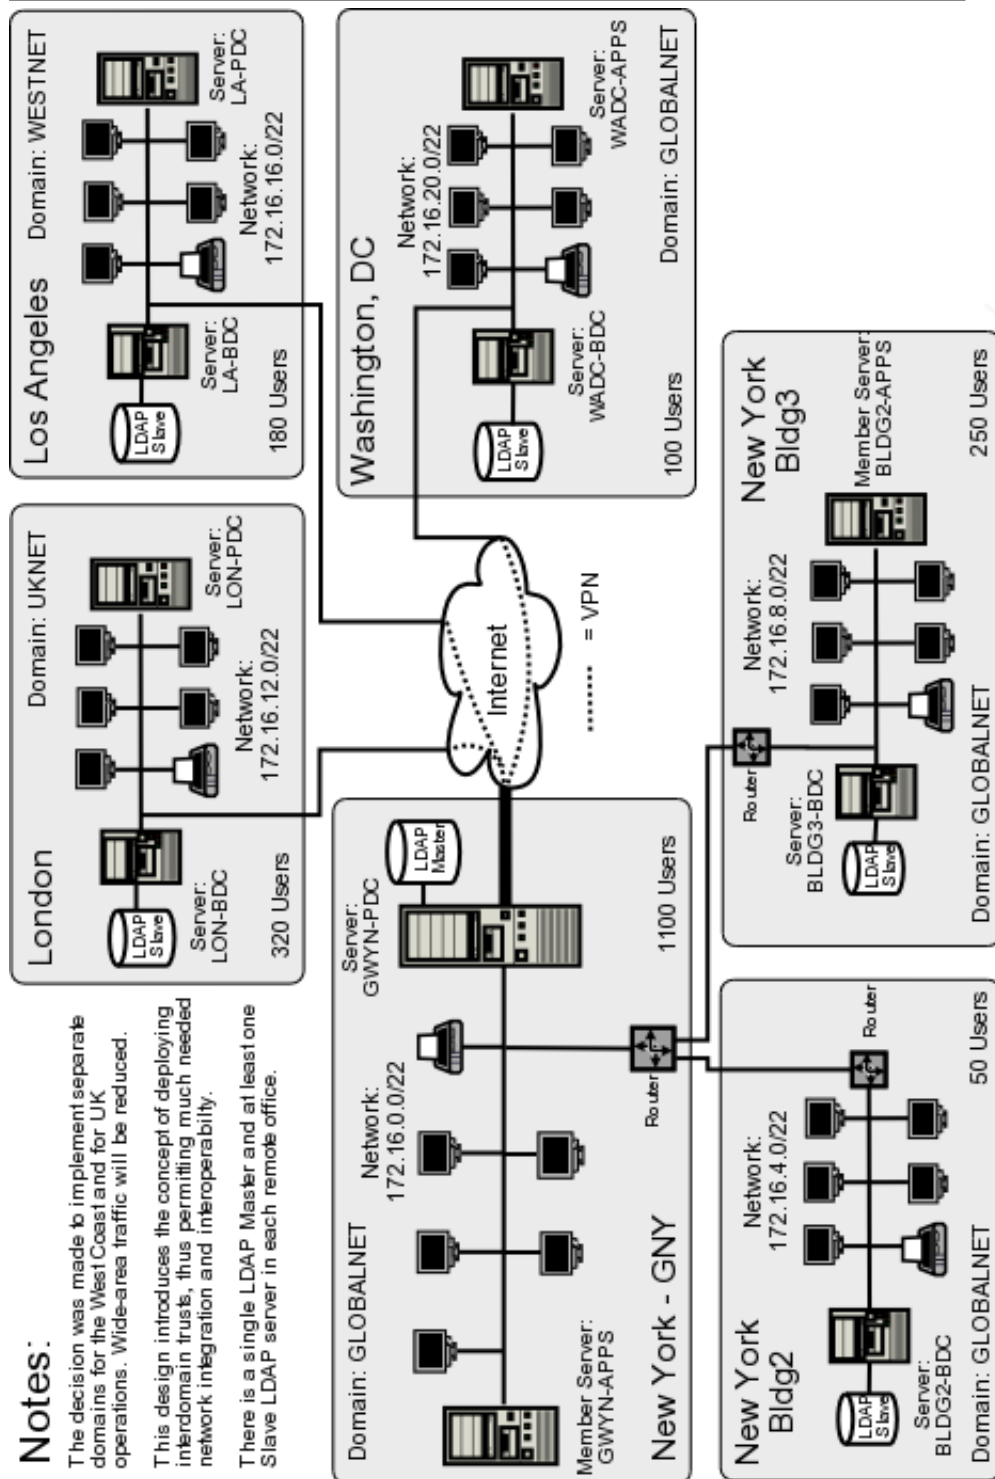 Notes:
The decision was made to implement separate
domains for the West Coast and for UK
operations. Wide-area traffic will be reduced.
This design introduces the concept of deploying
interdomain trusts, thus permitting much needed
network integration and interoperabilty.
There is a single LDAP Master and at least one
Slave LDAP server in each remote office.
London
Domain: UKNET
LDAP
Slave
Server:
LON-BDC
Network:
172.16.12.0/22
Server:
LON-PDC
320 Users
Los Angeles
Domain: WESTNET
LDAP
Slave
Server:
LA-BDC
Network:
172.16.16.0/22
Server:
LA-PDC
180 Users
Domain: GLOBALNET
Network:
172.16.0.0/22
Server:
GWYN-PDC
LDAP
Master
Member Server:
GWYN-APPS
Router
New York - GNY
1100 Users
Internet
= VPN
Washington, DC
Network:
172.16.20.0/22
LDAP
Slave
Server:
WADC-BDC
Server:
WADC-APPS
100 Users
Domain: GLOBALNET
New York
Bldg2
Network:
172.16.4.0/22
Router
LDAP
Slave
Server:
BLDG2-BDC
Domain: GLOBALNET
50 Users
Router
New York
Bldg3
Network:
172.16.8.0/22
Server:
BLDG3-BDC
LDAP
Slave
Member Server:
BLDG2-APPS
Domain: GLOBALNET
250 Users